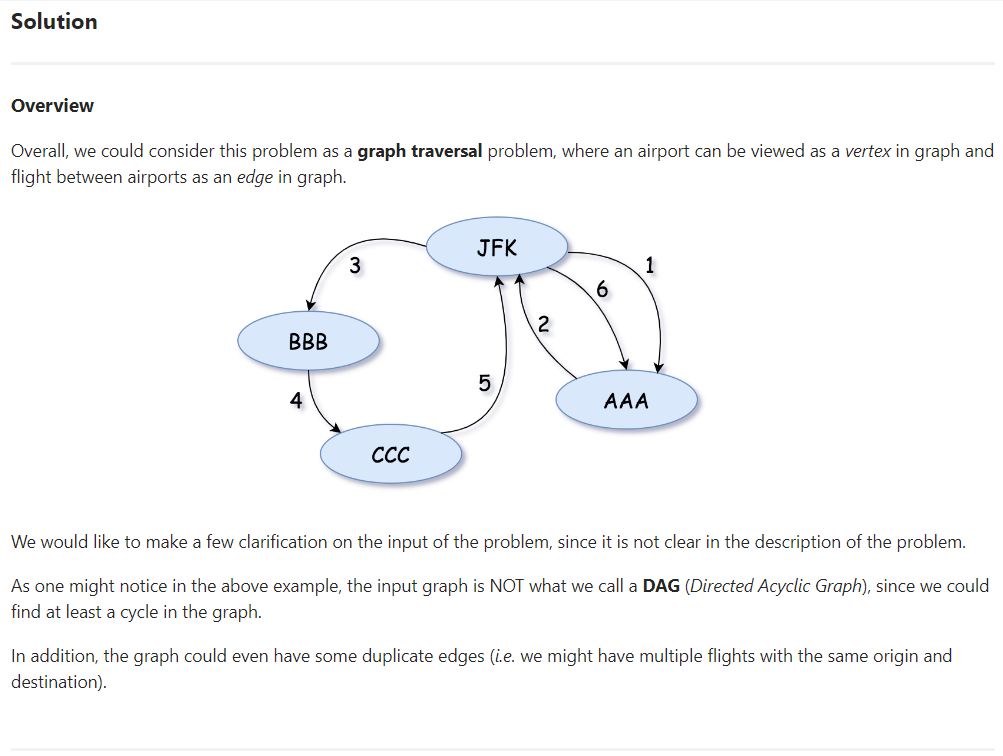 Solution
Overview
Overall, we could consider this problem as a graph traversal problem, where an airport can be viewed as a vertex in graph and
flight between airports as an edge in graph.
JFK
3
1
6
2
BBB
5
4
AAA
CCC
We would like to make a few clarification on the input of the problem, since it is not clear in the description of the problem.
As one might notice in the above example, the input graph is NOT what we call a DAG (Directed Acyclic Graph), since we could
find at least a cycle in the graph.
In addition, the graph could even have some duplicate edges (i.e. we might have multiple flights with the same origin and
destination).